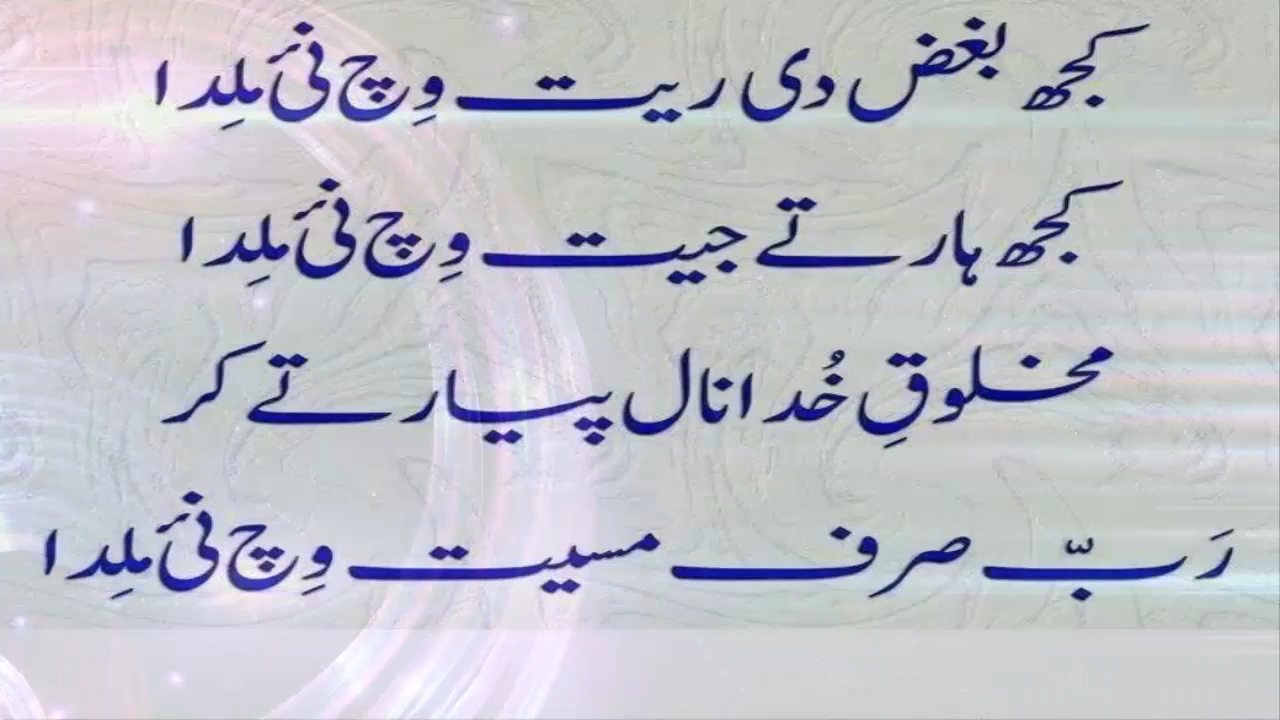 کجھ بغض دی ریت وِچ نئی مِلدا
کجھ ہار تے جیت وِچ نئی مِلدا
مخلوقِ خُدا نال پیار تے کر
رَبّ صرف مسیت وِچ نئی مِلدا